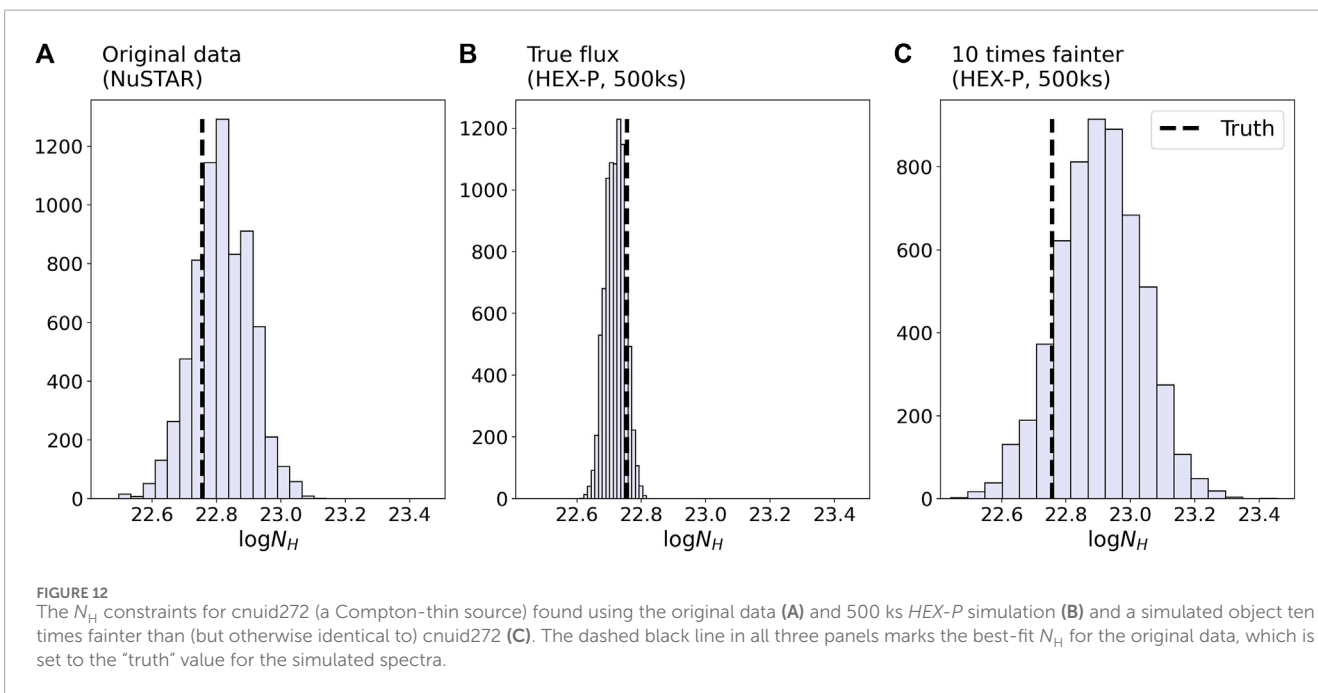 A Original data
(NuSTAR)
1200
1000
800
600
400
200
0
22.6 22.8 23.0 23.2 23.4
logN_H
B True flux
(HEX-P, 500ks)
1200
1000
800
600
400
200
0
22.6 22.8 23.0 23.2 23.4
logN_H
C 10 times fainter
(HEX-P, 500ks)
Truth
800
600
400
200
0
22.6 22.8 23.0 23.2 23.4
logN_H
FIGURE 12
The N_H constraints for cnuid272 (a Compton-thin source) found using the original data (A) and 500 ks HEX-P simulation (B) and a simulated object ten
times fainter than (but otherwise identical to) cnuid272 (C). The dashed black line in all three panels marks the best-fit N_H for the original data, which is
set to the "truth" value for the simulated spectra.